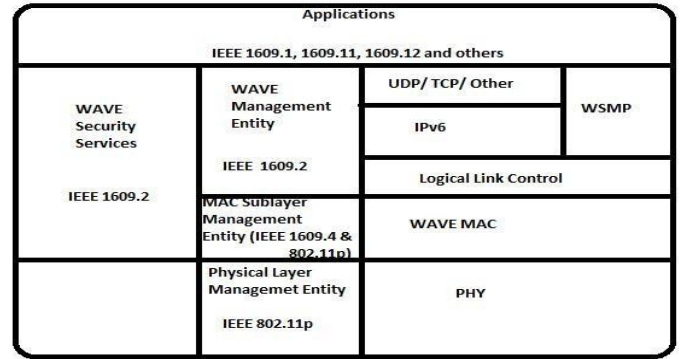 Applications
IEEE 1609.1, 1609.11, 1609.12 and others
WAVE
Security
Services
IEEE 1609.2
WAVE
Management
Entity
IEEE 1609.2
UDP/ TCP/ Other
IPv6
WSMP
Logical Link Control
MAC Sublayer
Management
Entity (IEEE 1609.4 &
802.11p)
WAVE MAC
Physical Layer
Managemet Entity
IEEE 802.11p
PHY